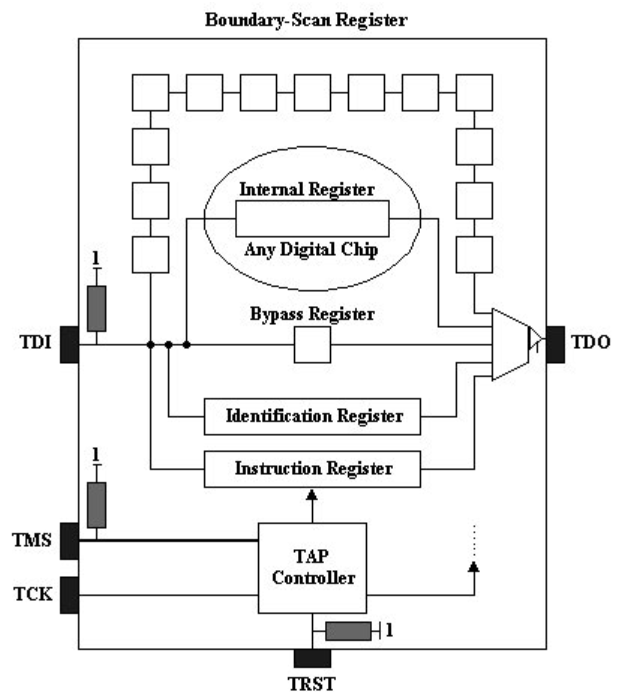 Boundary-Scan Register
Internal Register
Any Digital Chip
1
Bypass Register
TDI
TDO
Identification Register
Instruction Register
1
TMS
TAP
Controller
TCK
1
TRST